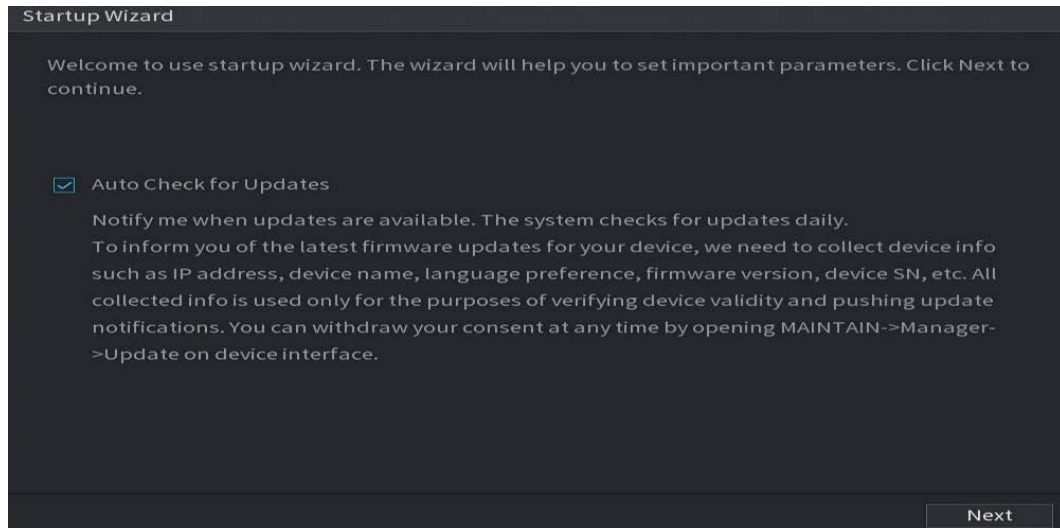 Startup Wizard
Welcome to use startup wizard. The wizard will help you to set important parameters. Click Next to
continue.
Auto Check for Updates
Notify me when updates are available. The system checks for updates daily.
To inform you of the latest firmware updates for your device, we need to collect device info
such as IP address, device name, language preference, firmware version, device SN, etc. All
collected info is used only for the purposes of verifying device validity and pushing update
notifications. You can withdraw your consent at any time by opening MAINTAIN->Manager-
>Update on device interface.
Next